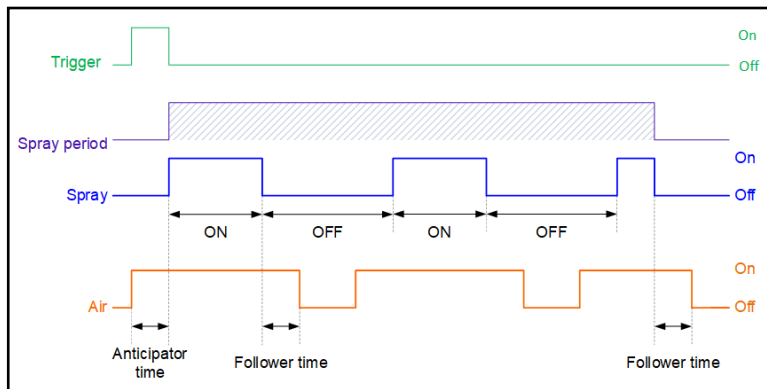 On
Trigger
Off
Spray period
On
Spray
Off
ON
OFF
ON
OFF
On
Air
Off
Anticipator
time
Follower time
Follower time